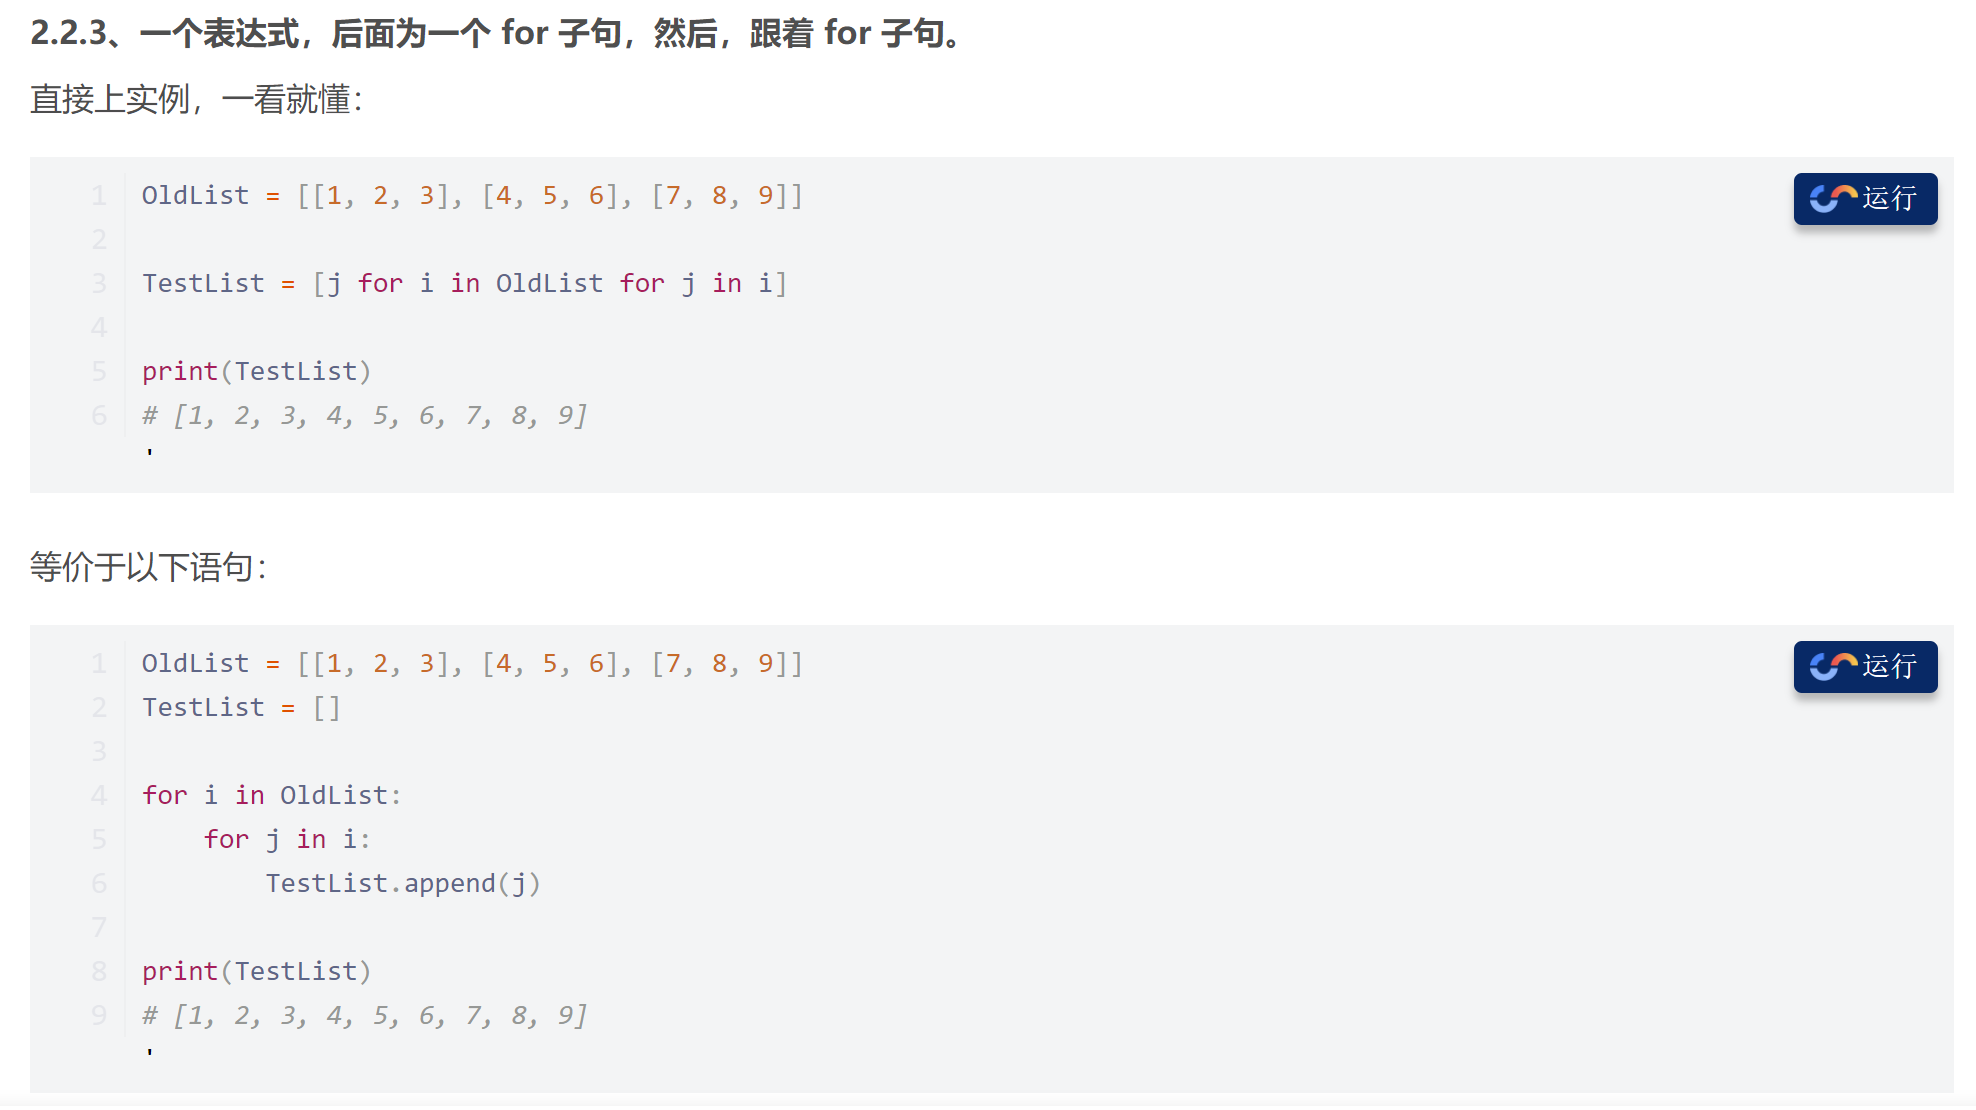 2.2.3、一个表达式，后面为一个 for 子句，然后，跟着 for 子句。
直接上实例，一看就懂：
1 OldList = [[1, 2, 3], [4, 5, 6], [7, 8, 9]]
运行
2
3 TestList = [j for i in OldList for j in i]
4
5 print(TestList)
6 # [1, 2, 3, 4, 5, 6, 7, 8, 9]
'
等价于以下语句：
1 OldList = [[1, 2, 3], [4, 5, 6], [7, 8, 9]]
运行
2 TestList = []
3
4 for i in OldList:
5     for j in i:
6         TestList.append(j)
7
8 print(TestList)
9 # [1, 2, 3, 4, 5, 6, 7, 8, 9]
'